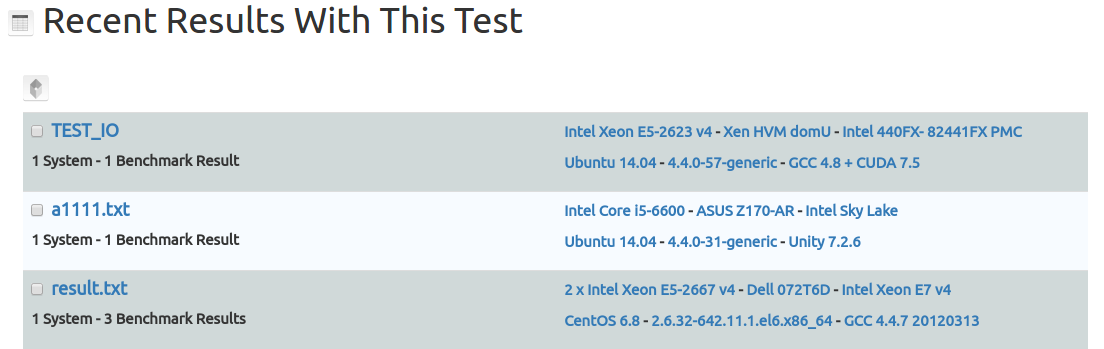 Recent Results With This Test
TEST_IO
Intel Xeon E5-2623 v4 - Xen HVM domU - Intel 440FX- 82441FX PMC
1 System - 1 Benchmark Result
Ubuntu 14.04 - 4.4.0-57-generic - GCC 4.8 + CUDA 7.5
a1111.txt
Intel Core i5-6600 - ASUS Z170-AR - Intel Sky Lake
1 System - 1 Benchmark Result
Ubuntu 14.04 - 4.4.0-31-generic - Unity 7.2.6
result.txt
2 x Intel Xeon E5-2667 v4 - Dell 072T6D - Intel Xeon E7 v4
1 System - 3 Benchmark Results
CentOS 6.8 - 2.6.32-642.11.1.el6.x86_64 - GCC 4.4.7 20120313